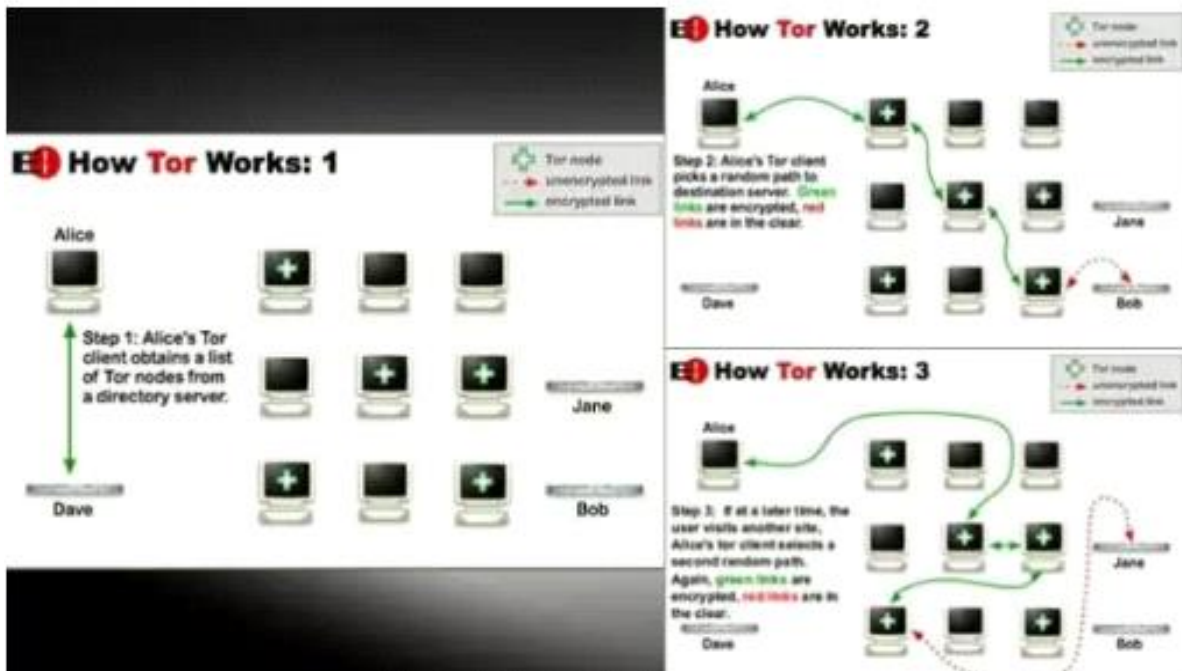 How Tor Works: 1
Tor node
unencrypted link
encrypted link
Alice
Step 1: Alice's Tor
client obtains a list
of Tor nodes from
a directory server.
Dave
Jane
Bob
How Tor Works: 2
Tor node
unencrypted link
encrypted link
Alice
Step 2: Alice's Tor client
picks a random path to
destination server. Green
links are encrypted, red
links are in the clear.
Dave
Jane
Bob
How Tor Works: 3
Tor node
unencrypted link
encrypted link
Alice
Step 3: If at a later time, the
user visits another site,
Alice's tor client selects a
second random path.
Again, green links are
encrypted, red links are in
the clear.
Dave
Jane
Bob